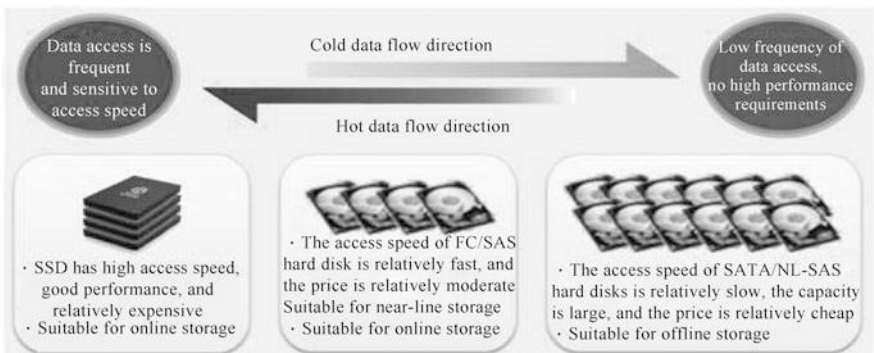 Data access is
frequent
and sensitive to
access speed
Cold data flow direction
Hot data flow direction
Low frequency of
data access,
no high performance
requirements
· SSD has high access speed,
good performance, and
relatively expensive
· Suitable for online storage
· The access speed of FC/SAS
hard disk is relatively fast, and
the price is relatively moderate
Suitable for near-line storage
· Suitable for online storage
· The access speed of SATA/NL-SAS
hard disks is relatively slow, the capacity
is large, and the price is relatively cheap
· Suitable for offline storage